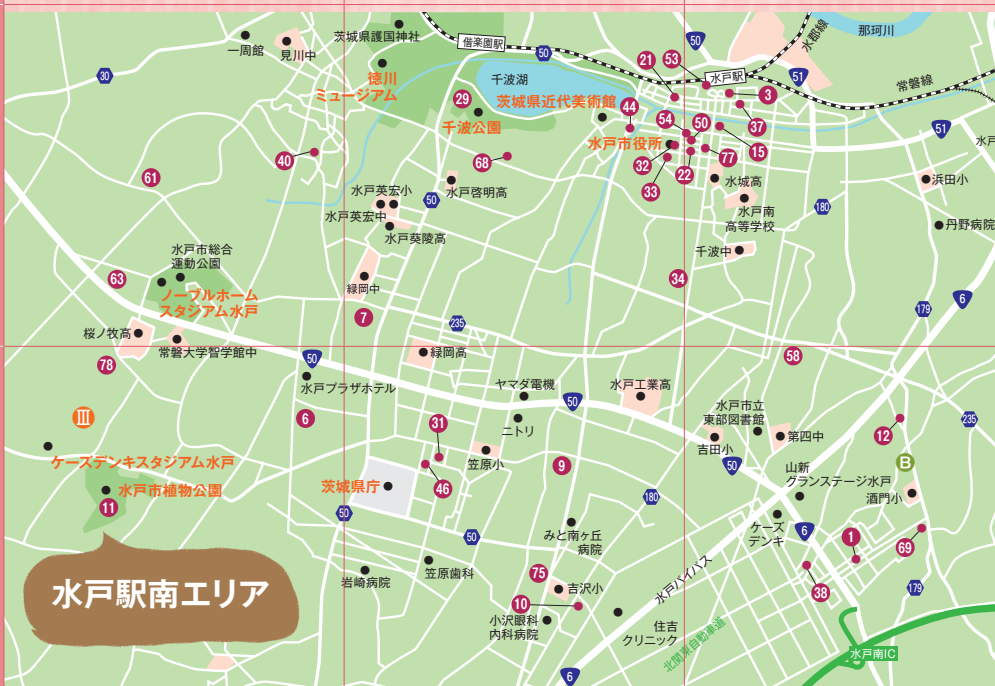 茨城県護国神社
一周館
見川中
30
徳川
ミュージアム
偕楽園駅
50
千波湖
29
千波公園
茨城県近代美術館
44
水戸市役所
50
水郡線
那珂川
21
53
水戸駅
51
常磐線
3
37
54
50
15
77
32
33
22
51
水戸
40
61
68
水戸啓明高
水戸英宏小
水戸英宏中
50
水戸葵陵高
水城高
水戸南
高等学校
180
浜田小
丹野病院
千波中
緑岡中
34
63
水戸市総合
運動公園
ノーブルホーム
スタジアム水戸
7
235
179
6
桜ノ牧高
常磐大学智学館中
50
緑岡高
58
78
水戸プラザホテル
ヤマダ電機
50
水戸工業高
水戸市立
東部図書館
235
III
6
31
ニトリ
吉田小
第四中
12
ケーズデンキスタジアム水戸
笠原小
9
50
山新
グランステージ水戸
B
水戸市植物公園
11
茨城県庁
46
180
酒門小
50
50
みと南ヶ丘
病院
ケーズ
デンキ
6
1
69
岩崎病院
笠原歯科
75
吉沢小
水戸バイパス
38
179
水戸駅南エリア
10
小沢眼科
内科病院
住吉
クリニック
北関東自動車道
水戸南IC
6